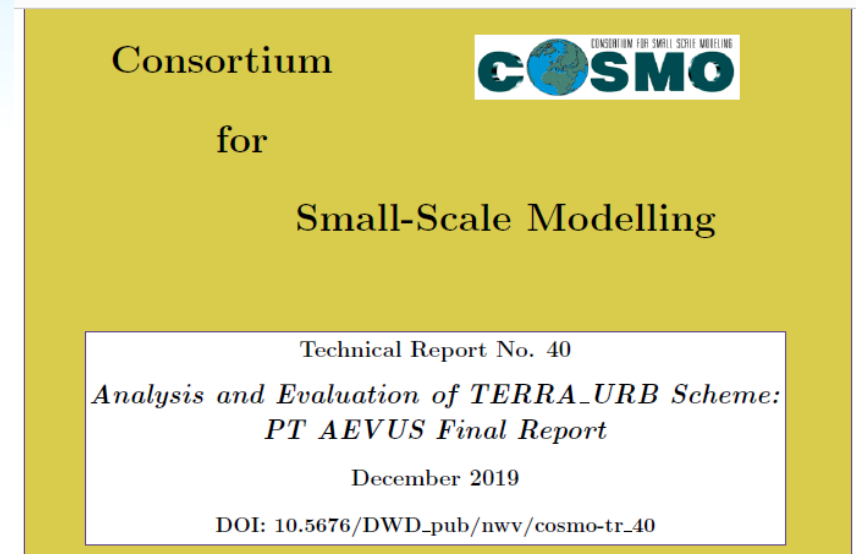 Consortium
CONSORTIUM FOR SMALL SCALE MODELING
COSMO
for
Small-Scale Modelling
Technical Report No. 40
Analysis and Evaluation of TERRA_URB Scheme:
PT AEVUS Final Report
December 2019
DOI: 10.5676/DWD_pub/nwv/cosmo-tr_40